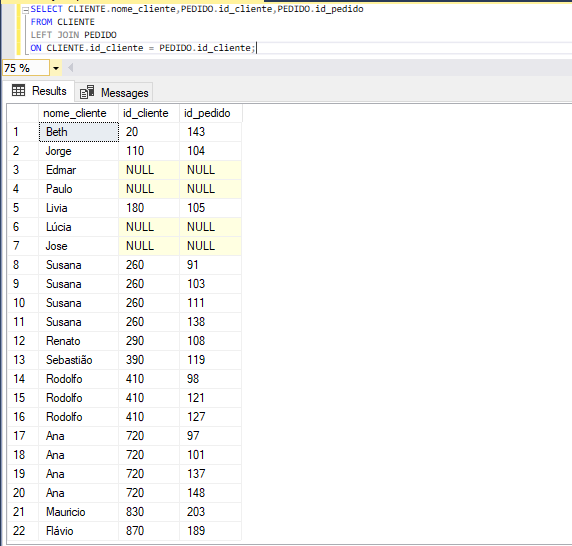 SELECT CLIENTE.nome_cliente,PEDIDO.id_cliente,PEDIDO.id_pedido
FROM CLIENTE
LEFT JOIN PEDIDO
ON CLIENTE.id_cliente = PEDIDO.id_cliente;
75 %
Results Messages
nome_cliente id_cliente id_pedido
1 Beth 20 143
2 Jorge 110 104
3 Edmar NULL NULL
4 Paulo NULL NULL
5 Livia 180 105
6 Lúcia NULL NULL
7 Jose NULL NULL
8 Susana 260 91
9 Susana 260 103
10 Susana 260 111
11 Susana 260 138
12 Renato 290 108
13 Sebastião 390 119
14 Rodolfo 410 98
15 Rodolfo 410 121
16 Rodolfo 410 127
17 Ana 720 97
18 Ana 720 101
19 Ana 720 137
20 Ana 720 148
21 Mauricio 830 203
22 Flávio 870 189